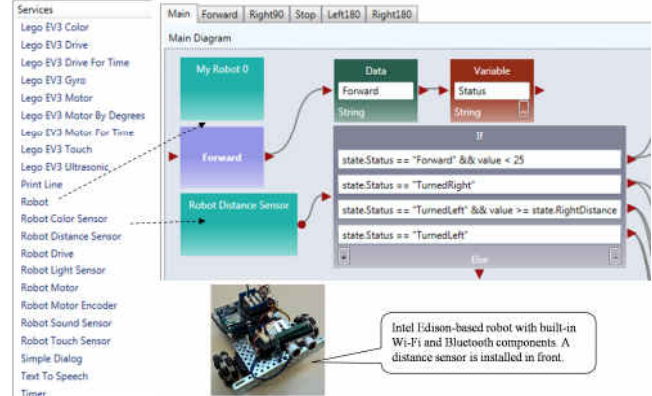 Services
Lego EV3 Color
Lego EV3 Drive
Lego EV3 Drive For Time
Lego EV3 Gyro
Lego EV3 Motor
Lego EV3 Motor By Degrees
Lego EV3 Motor For Time
Lego EV3 Touch
Lego EV3 Ultrasonic
Print Line
Robot
Robot Color Sensor
Robot Distance Sensor
Robot Drive
Robot Light Sensor
Robot Motor
Robot Motor Encoder
Robot Sound Sensor
Robot Touch Sensor
Simple Dialog
Text To Speech
Timer
Main Forward Right90 Stop Left180 Right180
Main Diagram
My Robot 0
Forward
Robot Distance Sensor
Data
Forward
String
Variable
Status
String
If
state.Status == "Forward" && value < 25
state.Status == "TurnedRight"
state.Status == "TurnedLeft" && value >= state.RightDistance
state.Status == "TurnedLeft"
Else
Intel Edison-based robot with built-in
Wi-Fi and Bluetooth components. A
distance sensor is installed in front.